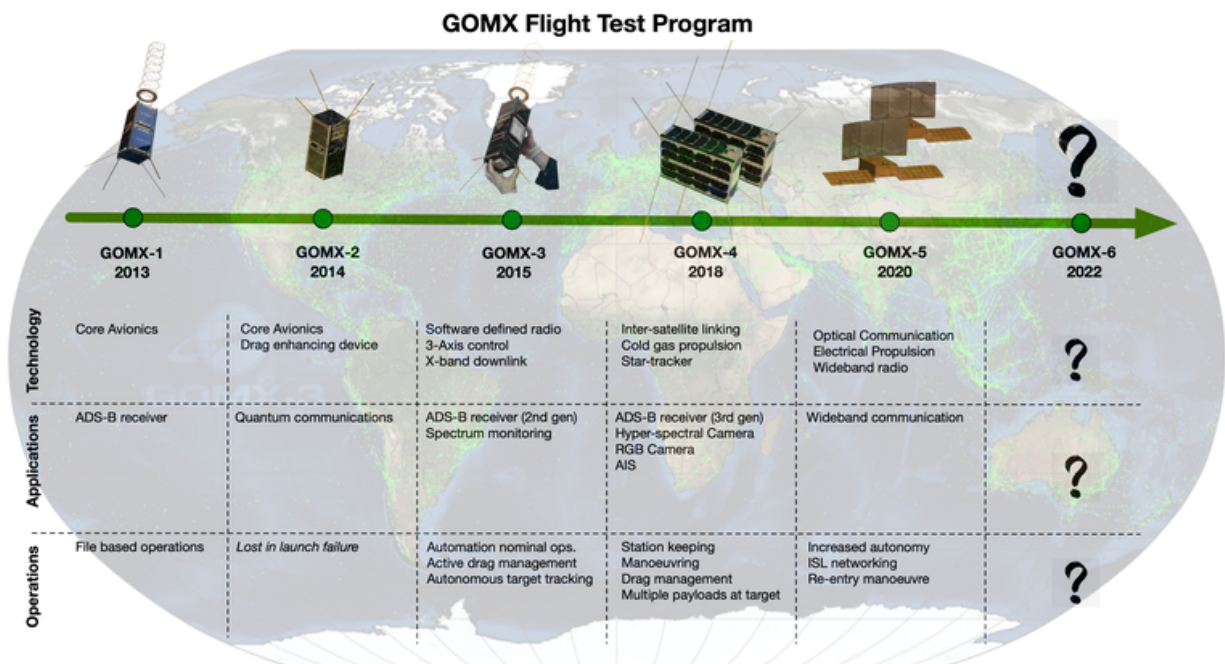 GOMX Flight Test Program
GOMX-1
2013
GOMX-2
2014
GOMX-3
2015
GOMX-4
2018
GOMX-5
2020
GOMX-6
2022
?
Technology
Core Avionics
Core Avionics
Drag enhancing device
Software defined radio
3-Axis control
X-band downlink
Inter-satellite linking
Cold gas propulsion
Star-tracker
Optical Communication
Electrical Propulsion
Wideband radio
?
Applications
ADS-B receiver
Quantum communications
ADS-B receiver (2nd gen)
Spectrum monitoring
ADS-B receiver (3rd gen)
Hyper-spectral Camera
RGB Camera
AIS
Wideband communication
?
Operations
File based operations
Lost in launch failure
Automation nominal ops.
Active drag management
Autonomous target tracking
Station keeping
Manoeuvring
Drag management
Multiple payloads at target
Increased autonomy
ISL networking
Re-entry manoeuvre
?